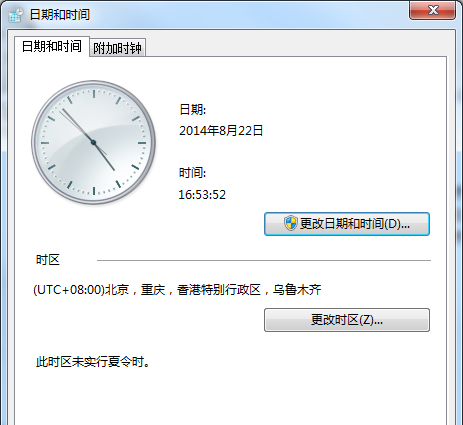 日期和时间
日期和时间 附加时钟
日期:
2014年8月22日
时间:
16:53:52
更改日期和时间(D)...
时区
(UTC+08:00)北京，重庆，香港特别行政区，乌鲁木齐
更改时区(Z)...
此时区未实行夏令时。